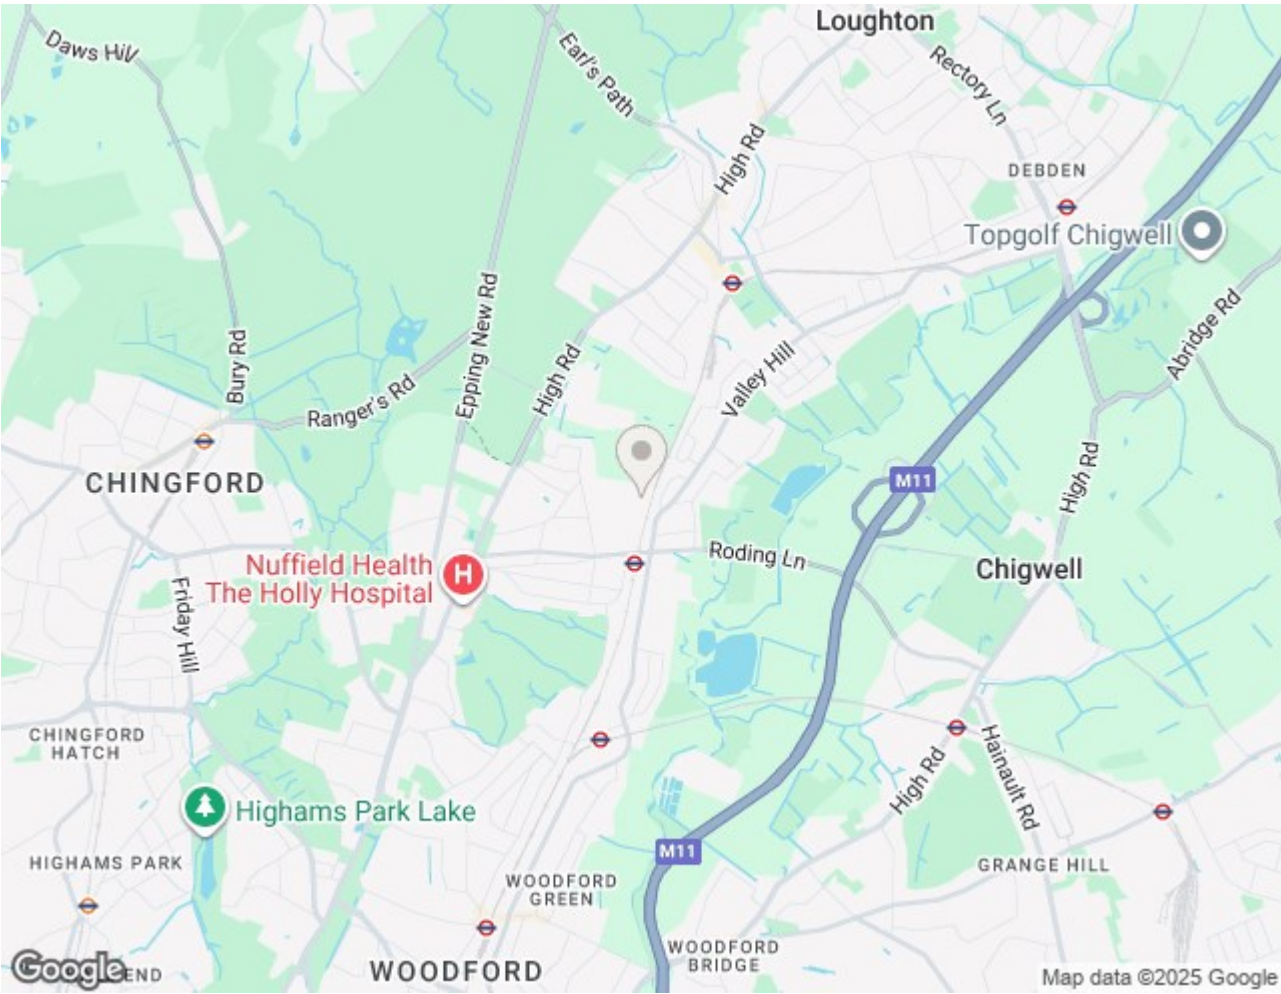 Loughton
Daws Hill
Earl's Path
Rectory Ln
High Rd
DEBDEN
Topgolf Chigwell
Epping New Rd
Abridge Rd
Bury Rd
High Rd
Valley Hill
Ranger's Rd
CHINGFORD
M11
High Rd
Nuffield Health
The Holly Hospital
H
Roding Ln
Chigwell
Friday Hill
CHINGFORD
HATCH
Hainault Rd
High Rd
Highams Park Lake
M11
HIGHAMS PARK
GRANGE HILL
WOODFORD
GREEN
WOODFORD
WOODFORD
BRIDGE
Google
END
Map data ©2025 Google